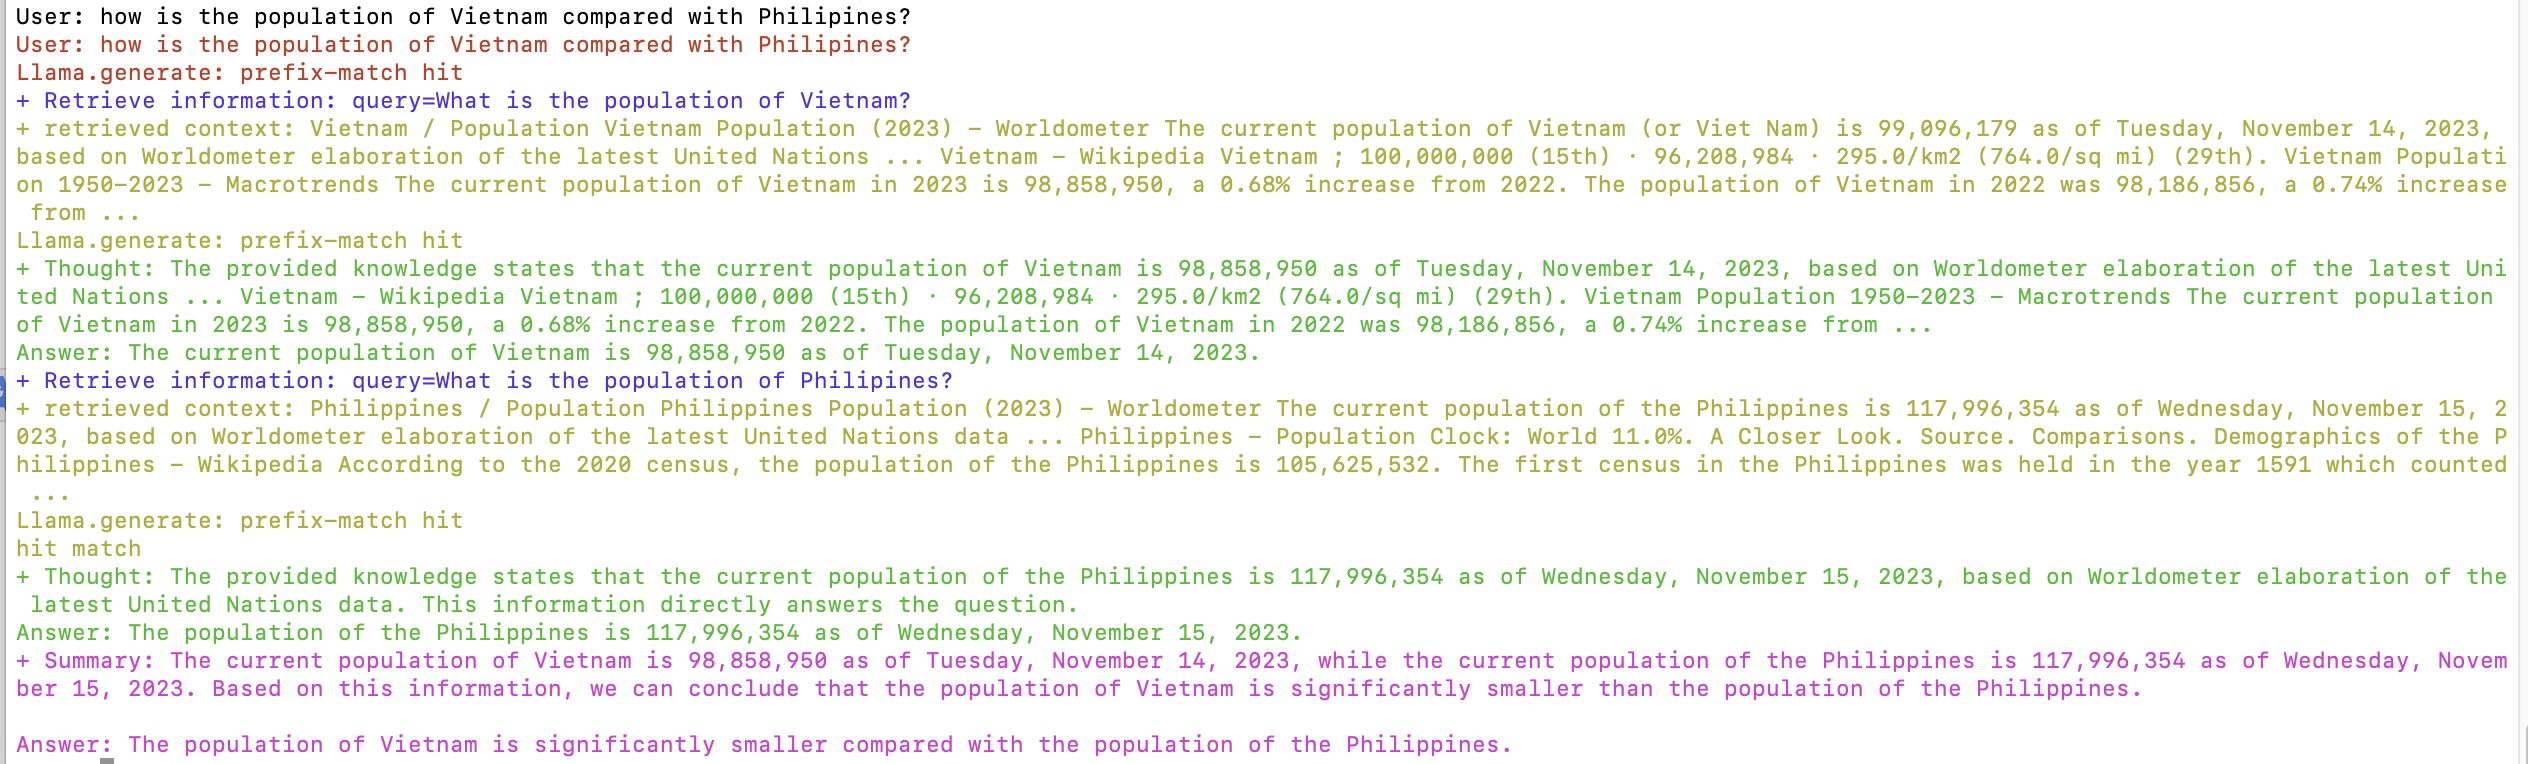 User: how is the population of Vietnam compared with Philipines?
User: how is the population of Vietnam compared with Philipines?
Llama.generate: prefix-match hit
+ Retrieve information: query=What is the population of Vietnam?
+ retrieved context: Vietnam / Population Vietnam Population (2023) - Worldometer The current population of Vietnam (or Viet Nam) is 99,096,179 as of Tuesday, November 14, 2023,
based on Worldometer elaboration of the latest United Nations ... Vietnam - Wikipedia Vietnam ; 100,000,000 (15th) · 96,208,984 · 295.0/km2 (764.0/sq mi) (29th). Vietnam Populati
on 1950-2023 - Macrotrends The current population of Vietnam in 2023 is 98,858,950, a 0.68% increase from 2022. The population of Vietnam in 2022 was 98,186,856, a 0.74% increase
from ...
Llama.generate: prefix-match hit
+ Thought: The provided knowledge states that the current population of Vietnam is 98,858,950 as of Tuesday, November 14, 2023, based on Worldometer elaboration of the latest Uni
ted Nations ... Vietnam - Wikipedia Vietnam ; 100,000,000 (15th) · 96,208,984 · 295.0/km2 (764.0/sq mi) (29th). Vietnam Population 1950-2023 - Macrotrends The current population
of Vietnam in 2023 is 98,858,950, a 0.68% increase from 2022. The population of Vietnam in 2022 was 98,186,856, a 0.74% increase from ...
Answer: The current population of Vietnam is 98,858,950 as of Tuesday, November 14, 2023.
+ Retrieve information: query=What is the population of Philipines?
+ retrieved context: Philippines / Population Philippines Population (2023) - Worldometer The current population of the Philippines is 117,996,354 as of Wednesday, November 15, 2
023, based on Worldometer elaboration of the latest United Nations data ... Philippines - Population Clock: World 11.0%. A Closer Look. Source. Comparisons. Demographics of the P
hilippines - Wikipedia According to the 2020 census, the population of the Philippines is 105,625,532. The first census in the Philippines was held in the year 1591 which counted
...
Llama.generate: prefix-match hit
hit match
+ Thought: The provided knowledge states that the current population of the Philippines is 117,996,354 as of Wednesday, November 15, 2023, based on Worldometer elaboration of the
latest United Nations data. This information directly answers the question.
Answer: The population of the Philippines is 117,996,354 as of Wednesday, November 15, 2023.
+ Summary: The current population of Vietnam is 98,858,950 as of Tuesday, November 14, 2023, while the current population of the Philippines is 117,996,354 as of Wednesday, Novem
ber 15, 2023. Based on this information, we can conclude that the population of Vietnam is significantly smaller than the population of the Philippines.
Answer: The population of Vietnam is significantly smaller compared with the population of the Philippines.